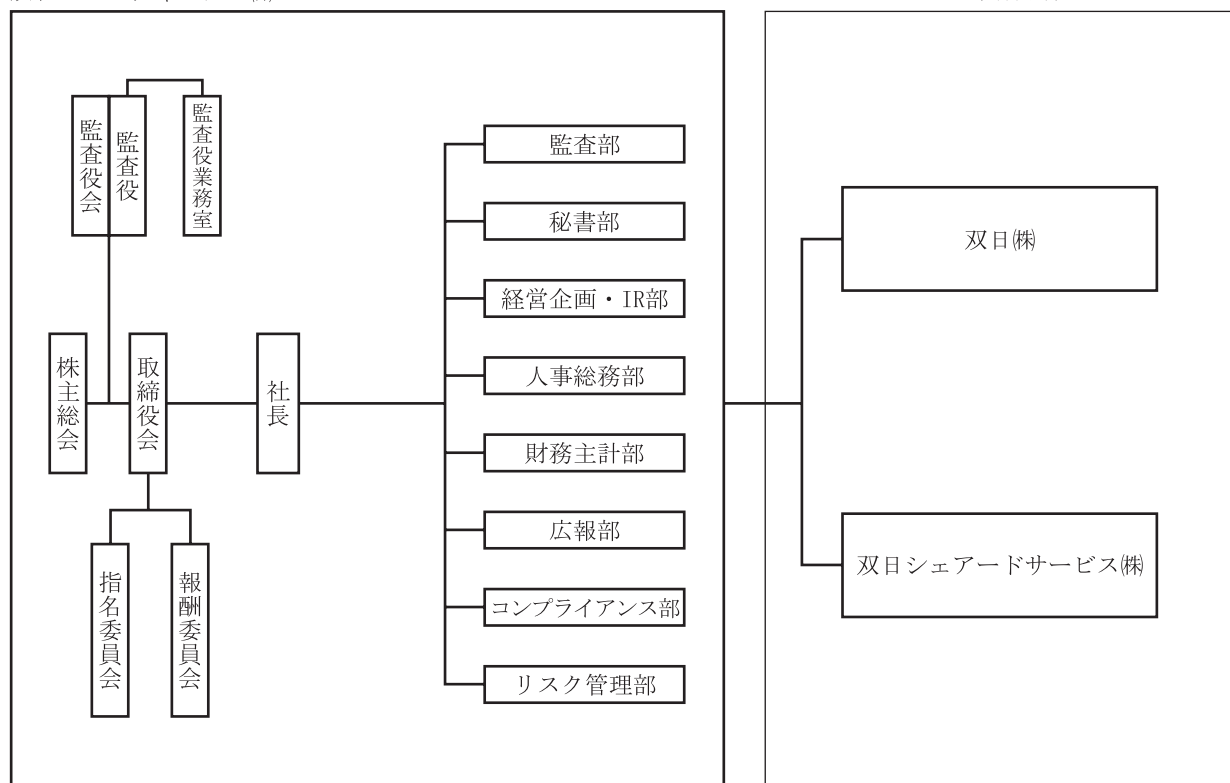 監査役会
監査役
監査役業務室
株主総会
取締役会
社長
指名委員会
報酬委員会
監査部
秘書部
経営企画・IR部
人事総務部
財務主計部
広報部
コンプライアンス部
リスク管理部
双日㈱
双日シェアードサービス㈱